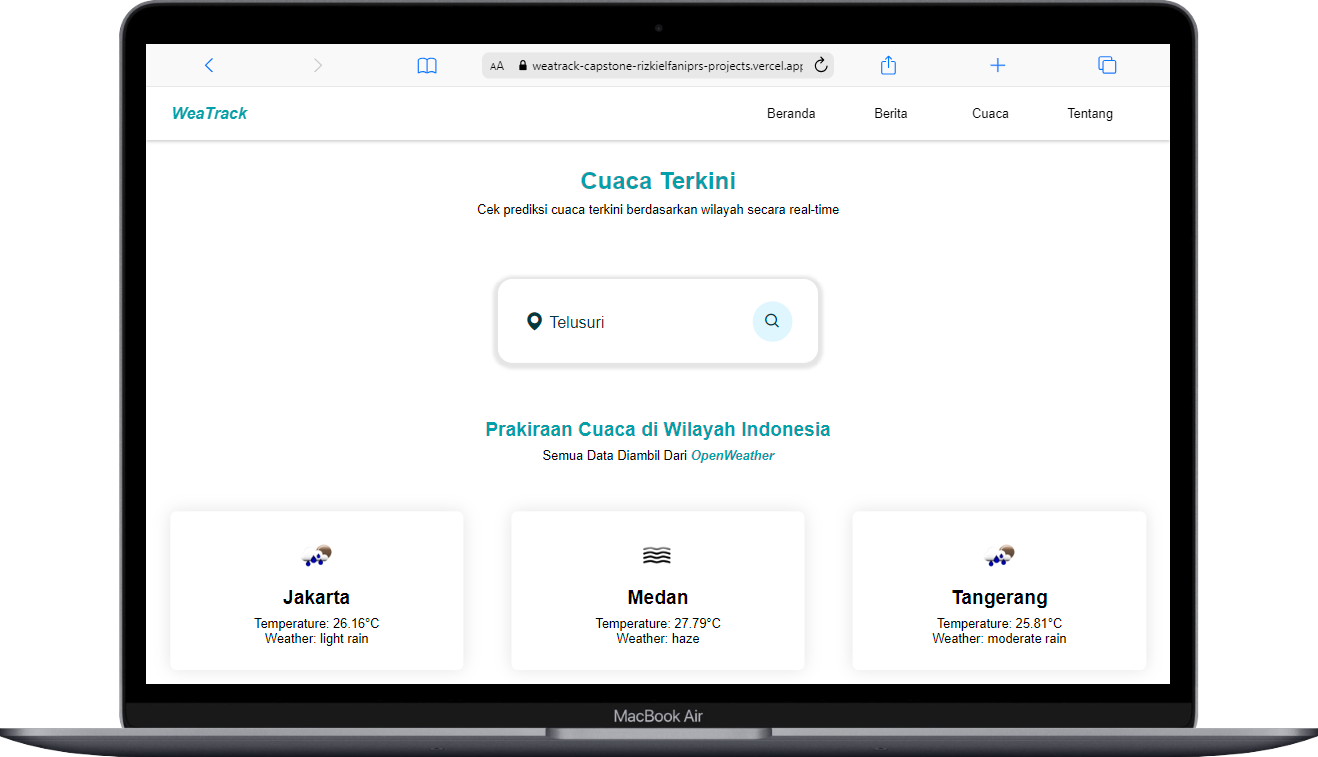 AA weatrack-capstone-rizkielfaniprs-projects.vercel.app
WeaTrack Beranda Berita Cuaca Tentang
Cuaca Terkini
Cek prediksi cuaca terkini berdasarkan wilayah secara real-time
Telusuri
Prakiraan Cuaca di Wilayah Indonesia
Semua Data Diambil Dari OpenWeather
Jakarta
Temperature: 26.16°C
Weather: light rain
Medan
Temperature: 27.79°C
Weather: haze
Tangerang
Temperature: 25.81°C
Weather: moderate rain
MacBook Air